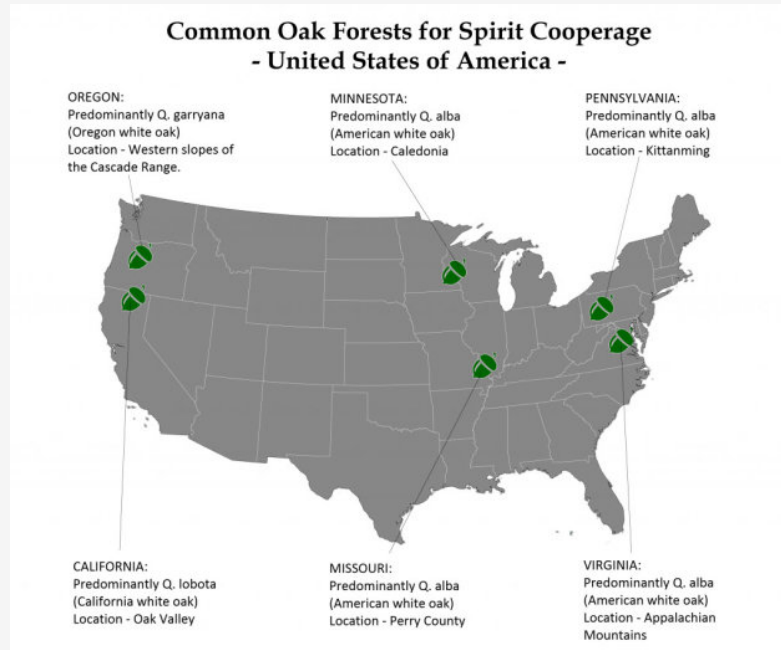 Common Oak Forests for Spirit Cooperage
- United States of America -
OREGON:
Predominantly Q. garryana
(Oregon white oak)
Location - Western slopes of
the Cascade Range.
MINNESOTA:
Predominantly Q. alba
(American white oak)
Location - Caledonia
PENNSYLVANIA:
Predominantly Q. alba
(American white oak)
Location - Kittanming
CALIFORNIA:
Predominantly Q. lobota
(California white oak)
Location - Oak Valley
MISSOURI:
Predominantly Q. alba
(American white oak)
Location - Perry County
VIRGINIA:
Predominantly Q. alba
(American white oak)
Location - Appalachian
Mountains